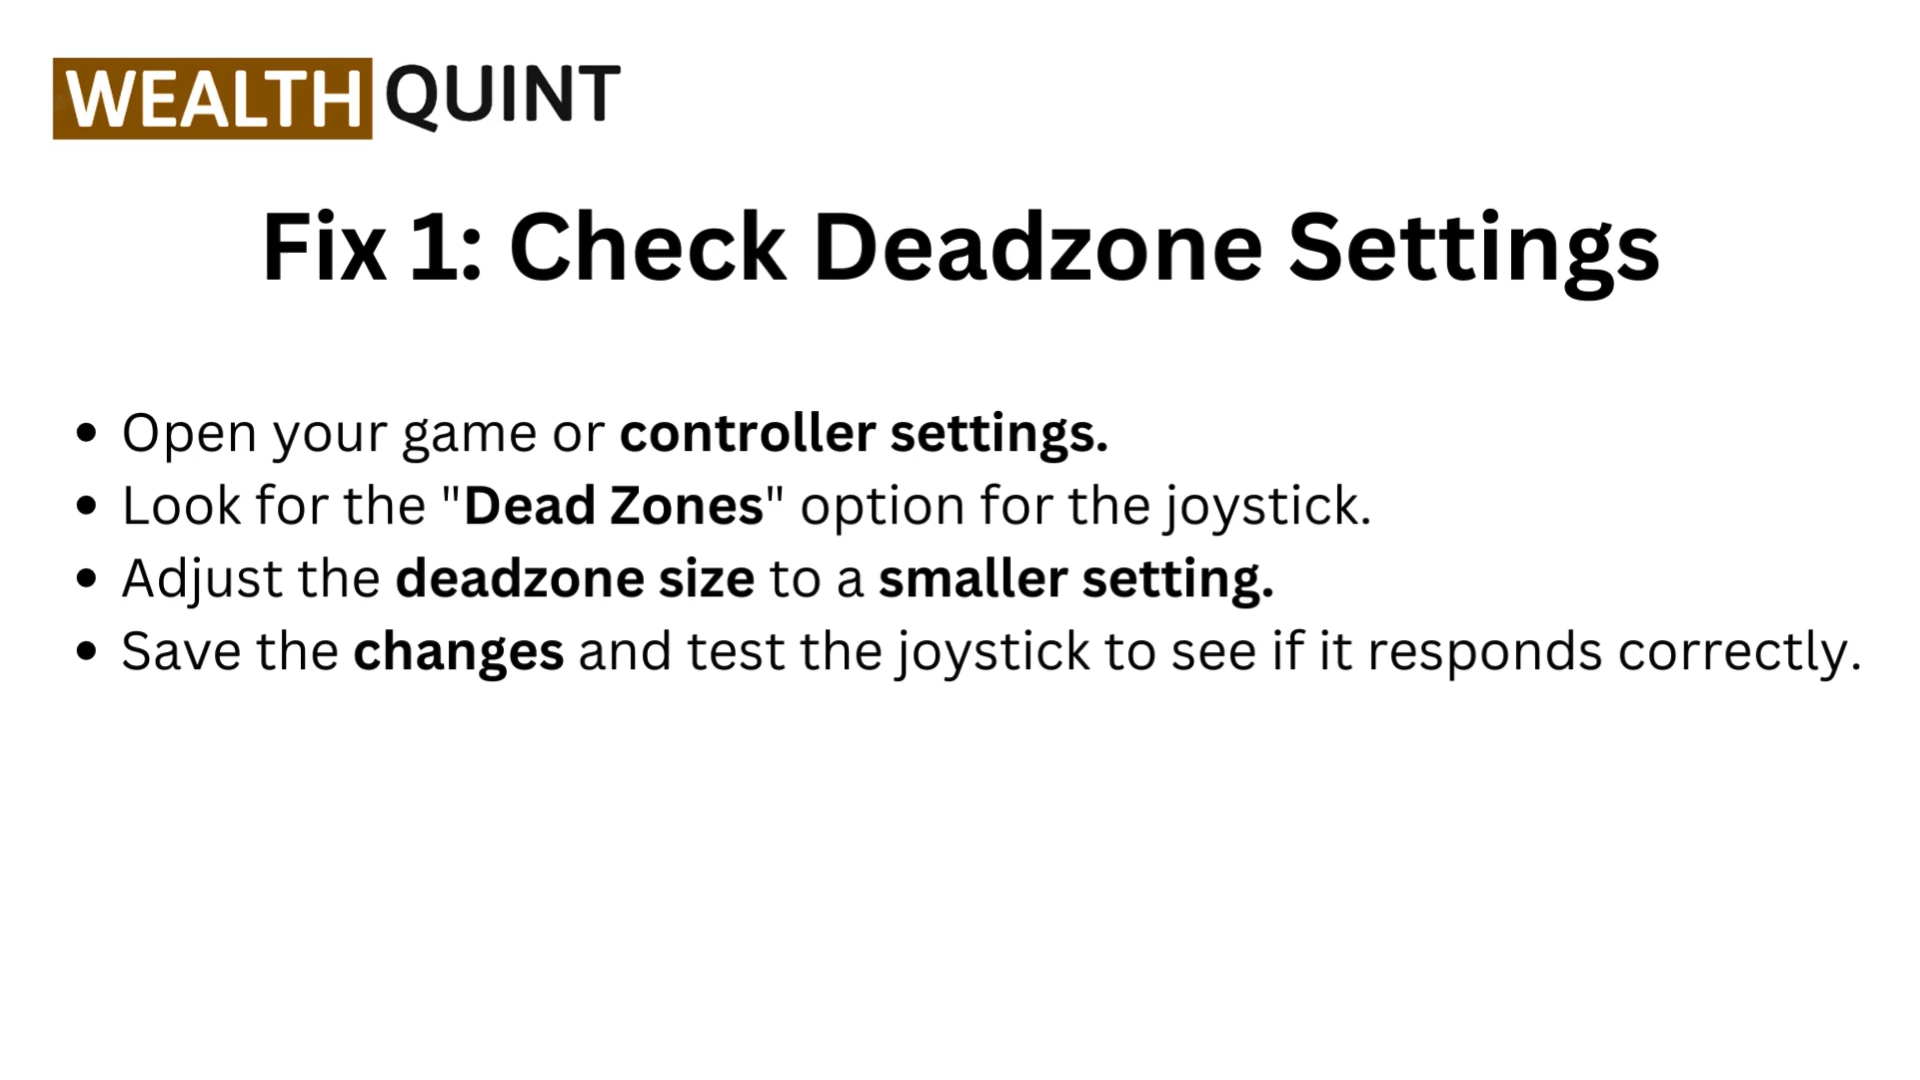 WEALTH QUINT
Fix 1: Check Deadzone Settings
• Open your game or controller settings.
• Look for the "Dead Zones" option for the joystick.
• Adjust the deadzone size to a smaller setting.
• Save the changes and test the joystick to see if it responds correctly.